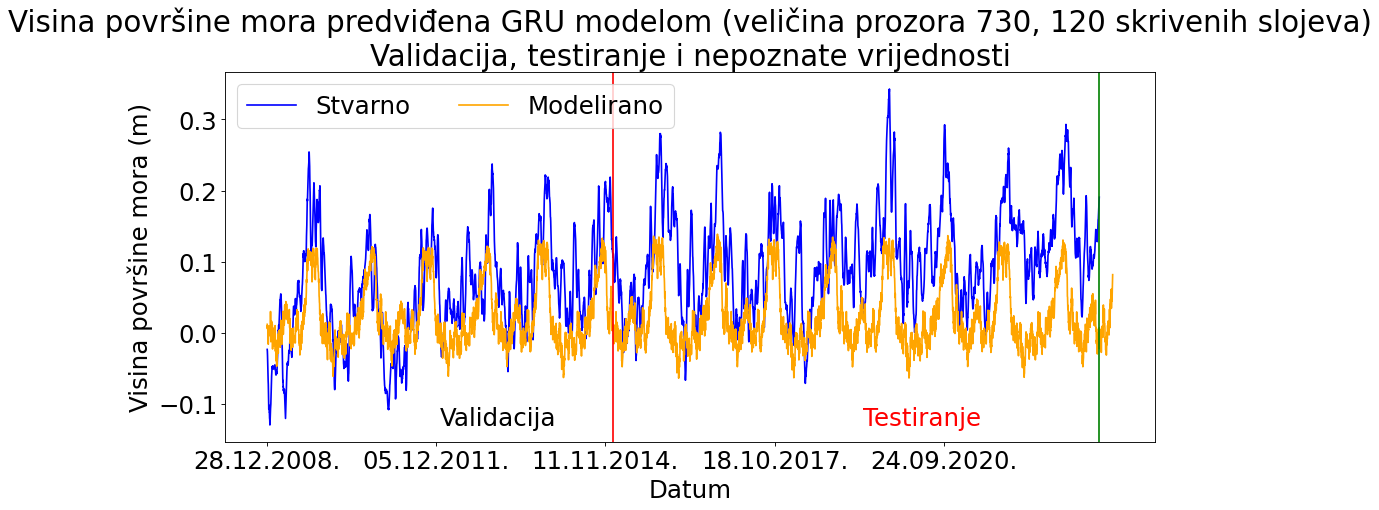 Visina površine mora predviđena GRU modelom (veličina prozora 730, 120 skrivenih slojeva)
Validacija, testiranje i nepoznate vrijednosti
Stvarno
Modelirano
Visina površine mora (m)
0.3
0.2
0.1
0.0
−0.1
Validacija
Testiranje
28.12.2008.
05.12.2011.
11.11.2014.
18.10.2017.
24.09.2020.
Datum